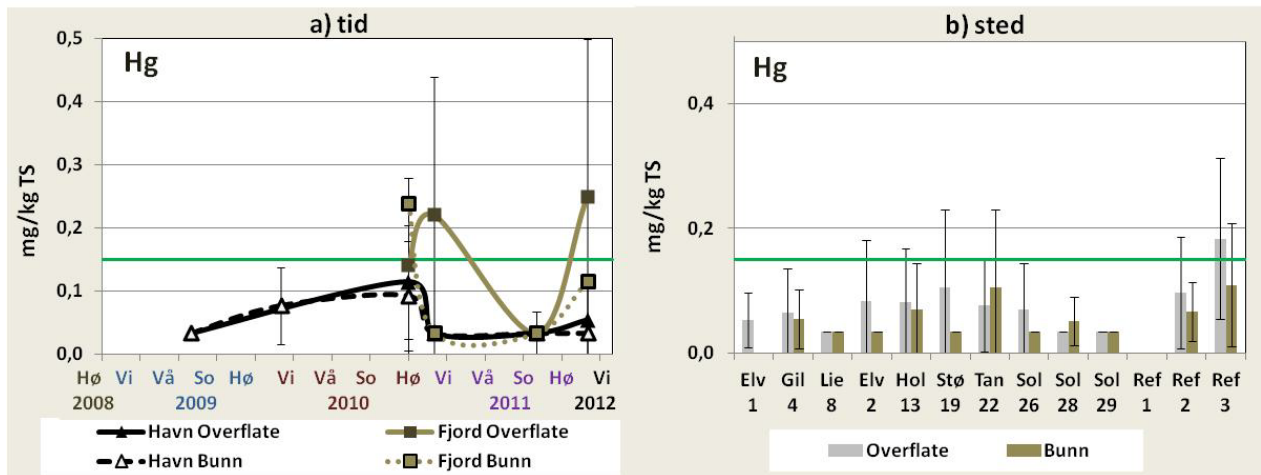 a) tid
Hg
mg/kg TS
0,5
0,4
0,3
0,2
0,1
0,0
Hø Vi Vå So Hø Vi Vå So Hø Vi Vå So Hø Vi
2008 2009 2010 2011 2012
Havn Overflate Fjord Overflate
Havn Bunn Fjord Bunn
b) sted
Hg
mg/kg TS
0,4
0,2
0,0
Elv Gil Lie Elv Hol Stø Tan Sol Sol Sol Ref Ref Ref
1 4 8 2 13 19 22 26 28 29 1 2 3
Overflate Bunn